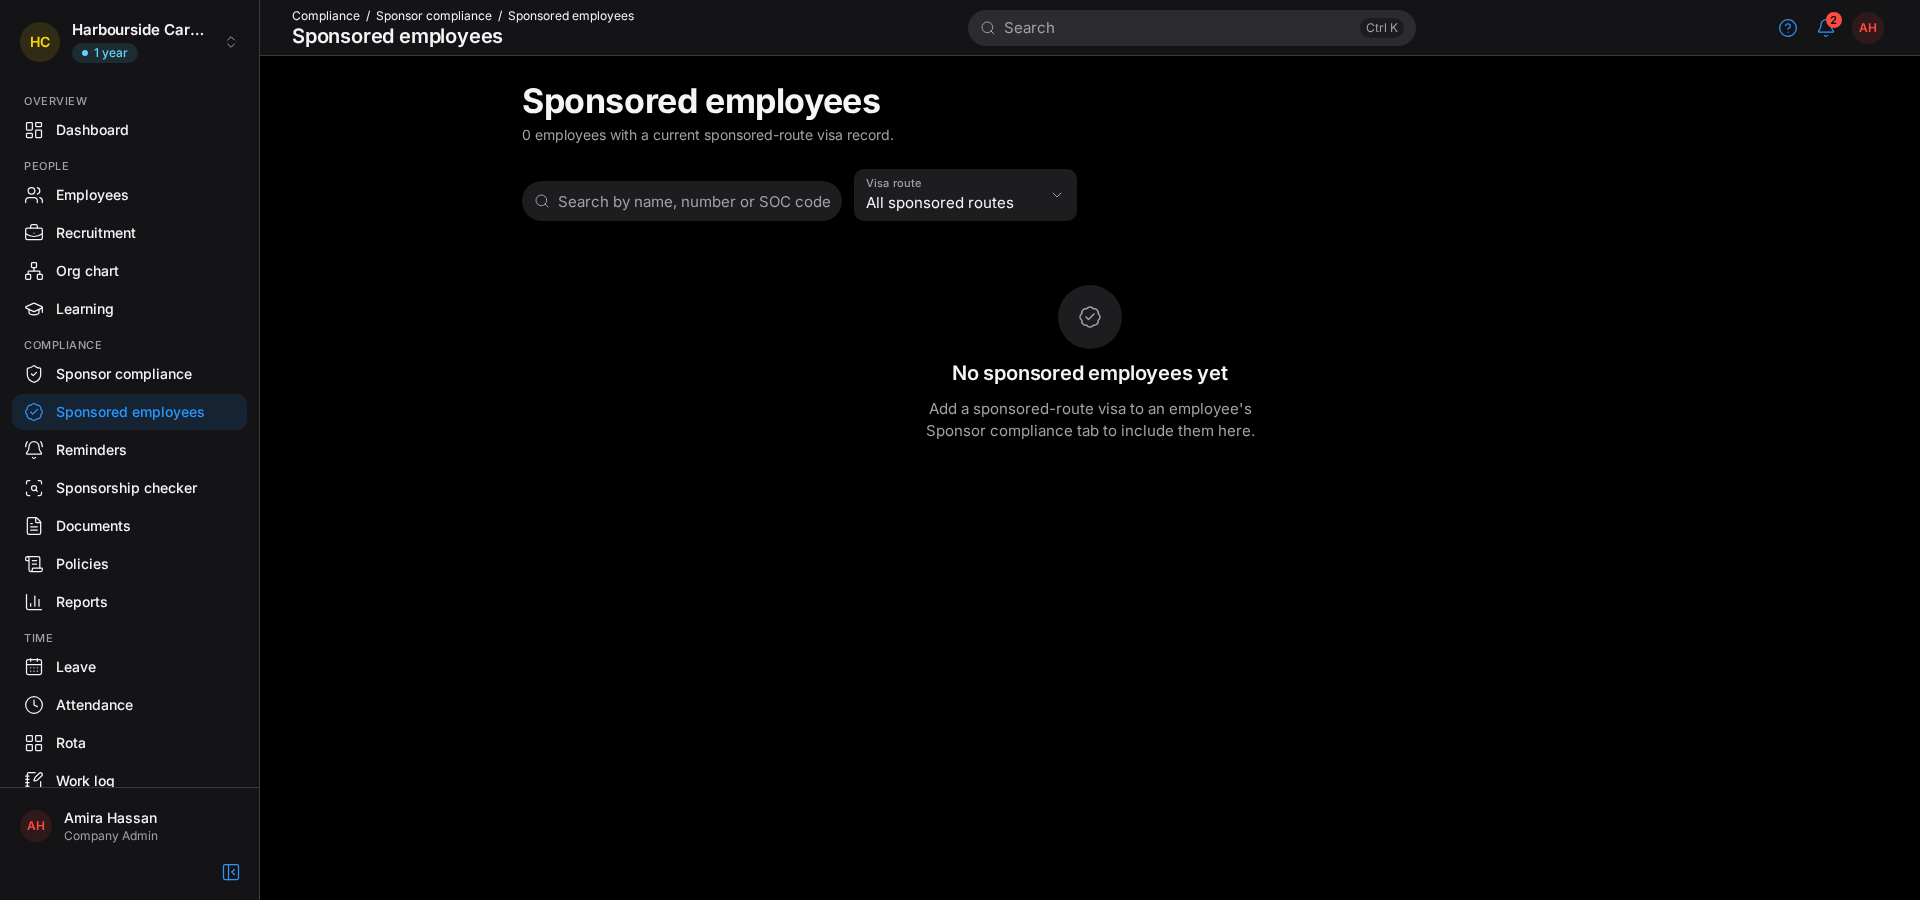 HC
Harbourside Car...
1 year
OVERVIEW
Dashboard
PEOPLE
Employees
Recruitment
Org chart
Learning
COMPLIANCE
Sponsor compliance
Sponsored employees
Reminders
Sponsorship checker
Documents
Policies
Reports
TIME
Leave
Attendance
Rota
Work log
AH
Amira Hassan
Company Admin
Compliance / Sponsor compliance / Sponsored employees
Sponsored employees
Search
Ctrl K
2
AH
Sponsored employees
0 employees with a current sponsored-route visa record.
Search by name, number or SOC code
Visa route
All sponsored routes
No sponsored employees yet
Add a sponsored-route visa to an employee's
Sponsor compliance tab to include them here.